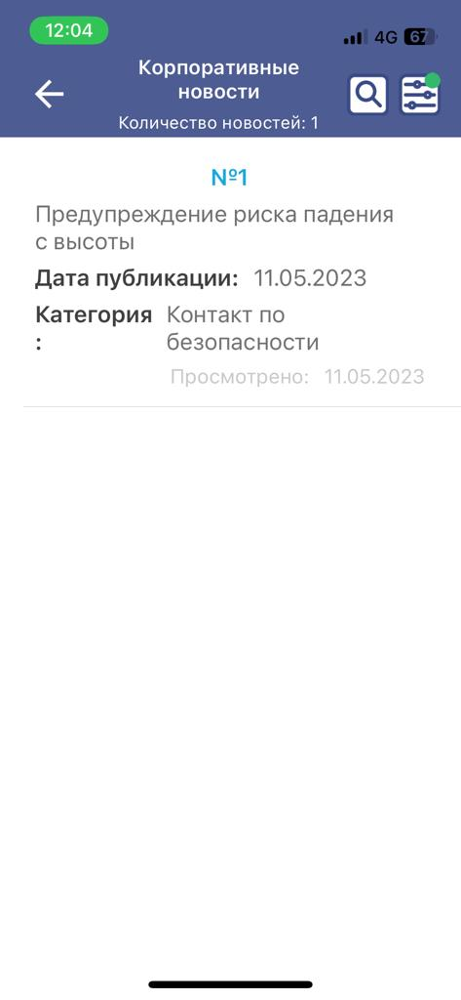 12:04
4G 67
Корпоративные
новости
Количество новостей: 1
№1
Предупреждение риска падения
с высоты
Дата публикации: 11.05.2023
Категория Контакт по
: безопасности
Просмотрено: 11.05.2023